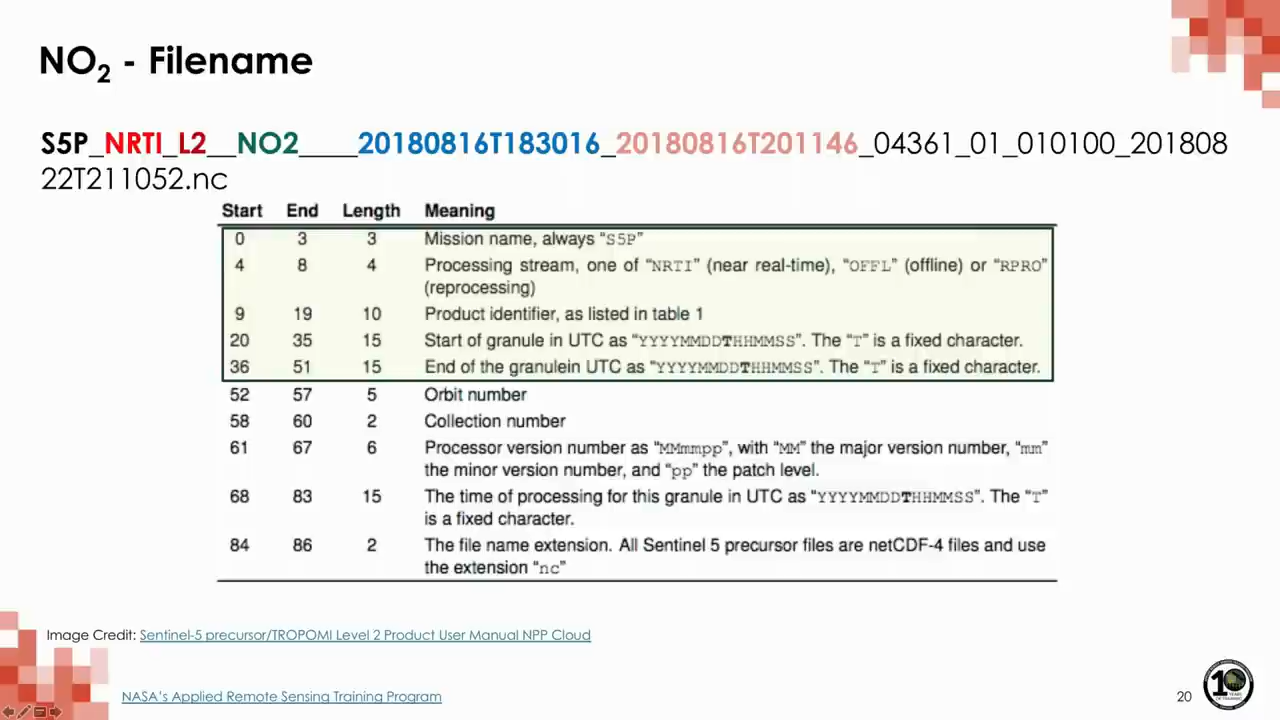 NO2 - Filename
S5P_NRTI_L2__NO2____20180816T183016_20180816T201146_04361_01_010100_201808
22T211052.nc
Start End Length Meaning
0 3 3 Mission name, always “S5P”
4 8 4 Processing stream, one of “NRTI” (near real-time), “OFFL” (offline) or “RPRO”
(reprocessing)
9 19 10 Product identifier, as listed in table 1
20 35 15 Start of granule in UTC as “YYYYMMDDTHHMMSS”. The “T” is a fixed character.
36 51 15 End of the granulein UTC as “YYYYMMDDTHHMMSS”. The “T” is a fixed character.
52 57 5 Orbit number
58 60 2 Collection number
61 67 6 Processor version number as “MMmmpp”, with “MM” the major version number, “mm”
the minor version number, and “pp” the patch level.
68 83 15 The time of processing for this granule in UTC as “YYYYMMDDTHHMMSS”. The “T”
is a fixed character.
84 86 2 The file name extension. All Sentinel 5 precursor files are netCDF-4 files and use
the extension “nc”
Image Credit: Sentinel-5 precursor/TROPOMI Level 2 Product User Manual NPP Cloud
NASA's Applied Remote Sensing Training Program
20
10